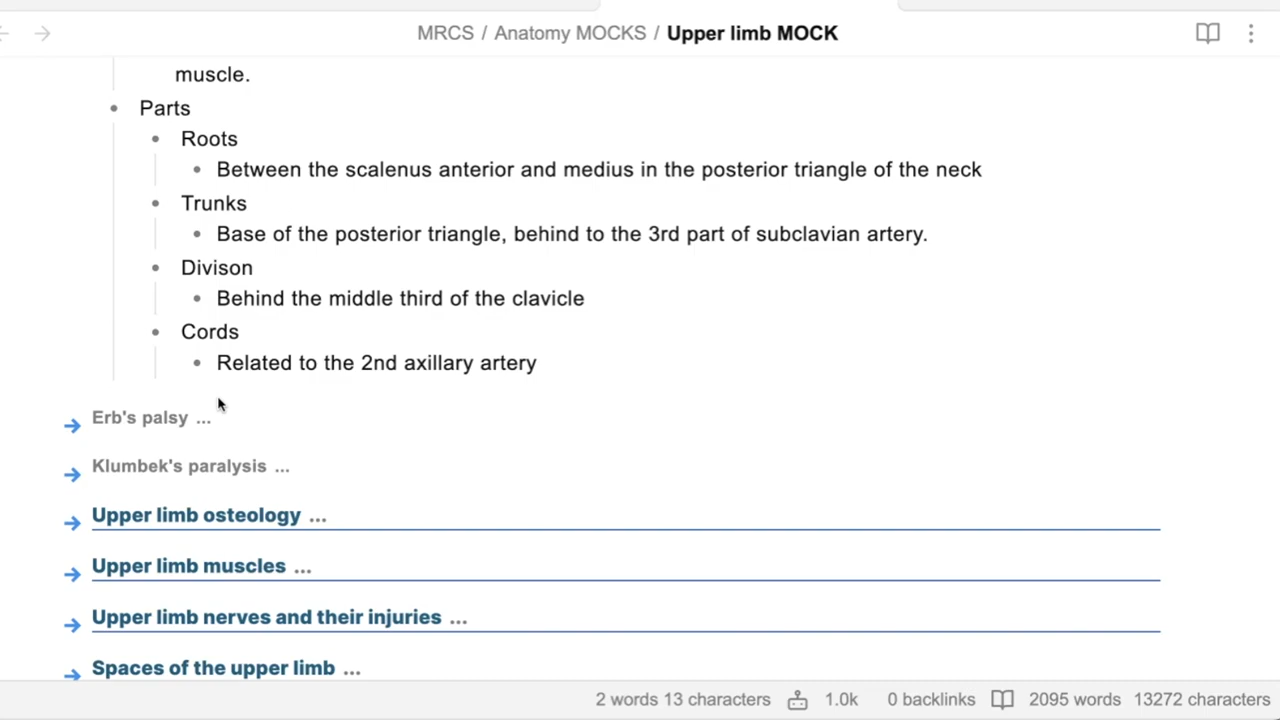 MRCS / Anatomy MOCKS / Upper limb MOCK
muscle.
• Parts
• Roots
• Between the scalenus anterior and medius in the posterior triangle of the neck
• Trunks
• Base of the posterior triangle, behind to the 3rd part of subclavian artery.
• Divison
• Behind the middle third of the clavicle
• Cords
• Related to the 2nd axillary artery
Erb's palsy ...
Klumbek's paralysis ...
Upper limb osteology ...
Upper limb muscles ...
Upper limb nerves and their injuries ...
Spaces of the upper limb ...
2 words 13 characters 1.0k 0 backlinks 2095 words 13272 characters